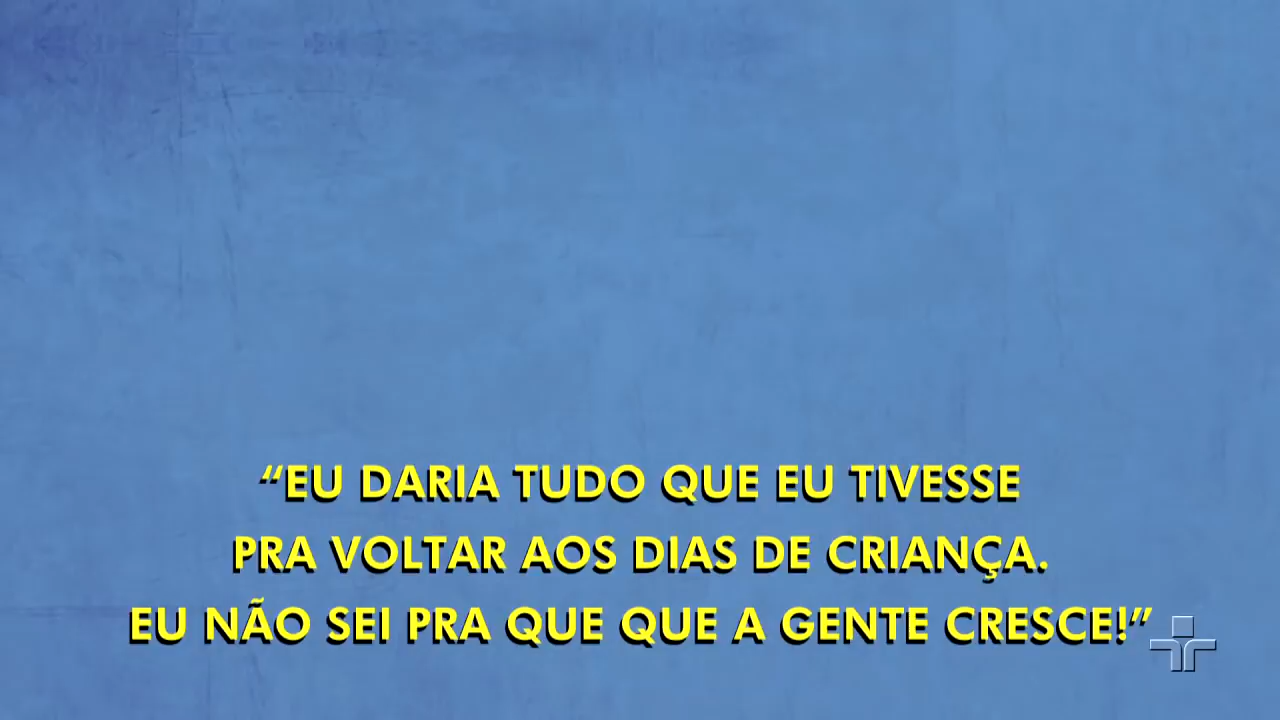 “EU DARIA TUDO QUE EU TIVESSE
PRA VOLTAR AOS DIAS DE CRIANÇA.
EU NÃO SEI PRA QUE QUE A GENTE CRESCE!”